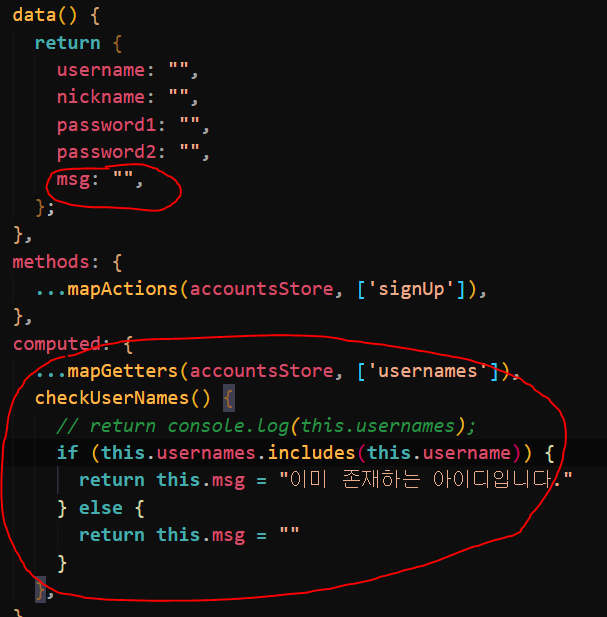 data() {
return {
username: "",
nickname: "",
password1: "",
password2: "",
msg: "",
};
},
methods: {
...mapActions(accountsStore, ['signUp']),
},
computed: {
...mapGetters(accountsStore, ['usernames']),
checkUserNames() {
// return console.log(this.usernames);
if (this.usernames.includes(this.username)) {
return this.msg = "이미 존재하는 아이디입니다."
} else {
return this.msg = ""
}
},
}